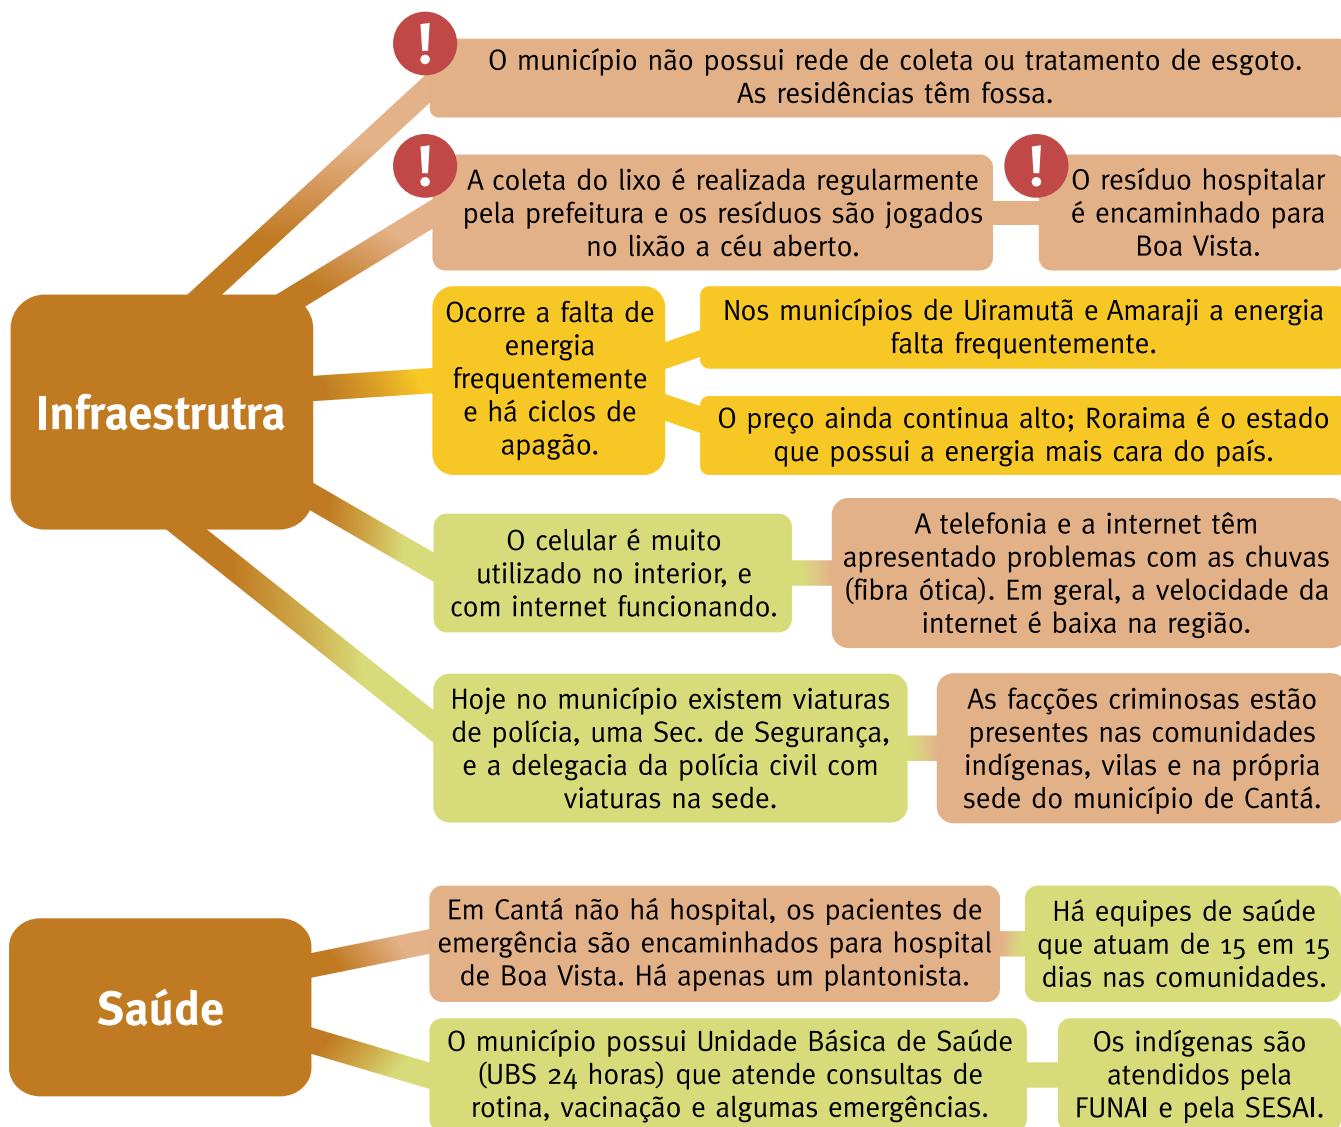 !
O município não possui rede de coleta ou tratamento de esgoto.
As residências têm fossa.
!
A coleta do lixo é realizada regularmente
pela prefeitura e os resíduos são jogados
no lixão a céu aberto.
!
O resíduo hospitalar
é encaminhado para
Boa Vista.
Infraestrutra
Ocorre a falta de
energia
frequentemente
e há ciclos de
apagão.
Nos municípios de Uiramutã e Amaraji a energia
falta frequentemente.
O preço ainda continua alto; Roraima é o estado
que possui a energia mais cara do país.
O celular é muito
utilizado no interior, e
com internet funcionando.
A telefonia e a internet têm
apresentado problemas com as chuvas
(fibra ótica). Em geral, a velocidade da
internet é baixa na região.
Hoje no município existem viaturas
de polícia, uma Sec. de Segurança,
e a delegacia da polícia civil com
viaturas na sede.
As facções criminosas estão
presentes nas comunidades
indígenas, vilas e na própria
sede do município de Cantá.
Saúde
Em Cantá não há hospital, os pacientes de
emergência são encaminhados para hospital
de Boa Vista. Há apenas um plantonista.
Há equipes de saúde
que atuam de 15 em 15
dias nas comunidades.
O município possui Unidade Básica de Saúde
(UBS 24 horas) que atende consultas de
rotina, vacinação e algumas emergências.
Os indígenas são
atendidos pela
FUNAI e pela SESAI.